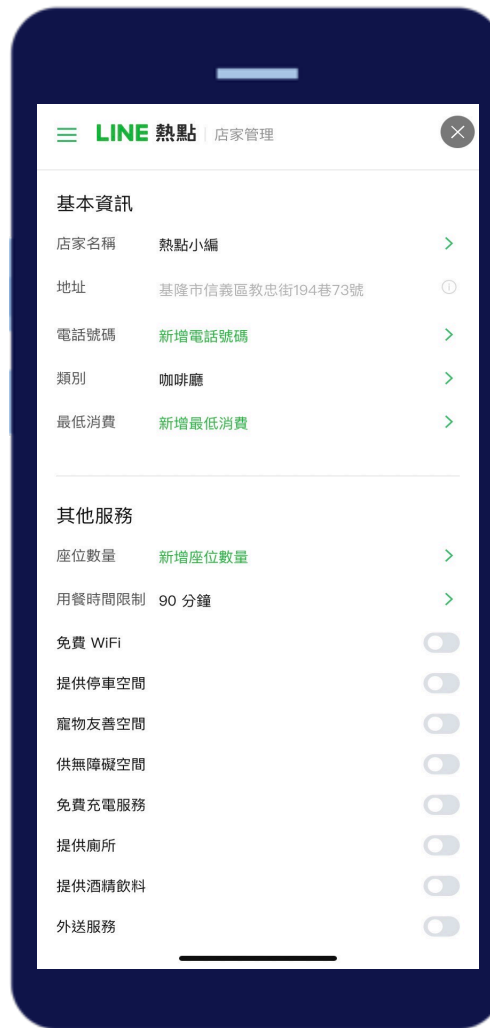 LINE 熱點 店家管理
基本資訊
店家名稱 熱點小編
地址 基隆市信義區教忠街194巷73號
電話號碼 新增電話號碼
類別 咖啡廳
最低消費 新增最低消費
其他服務
座位數量 新增座位數量
用餐時間限制 90 分鐘
免費 WiFi
提供停車空間
寵物友善空間
供無障礙空間
免費充電服務
提供廁所
提供酒精飲料
外送服務